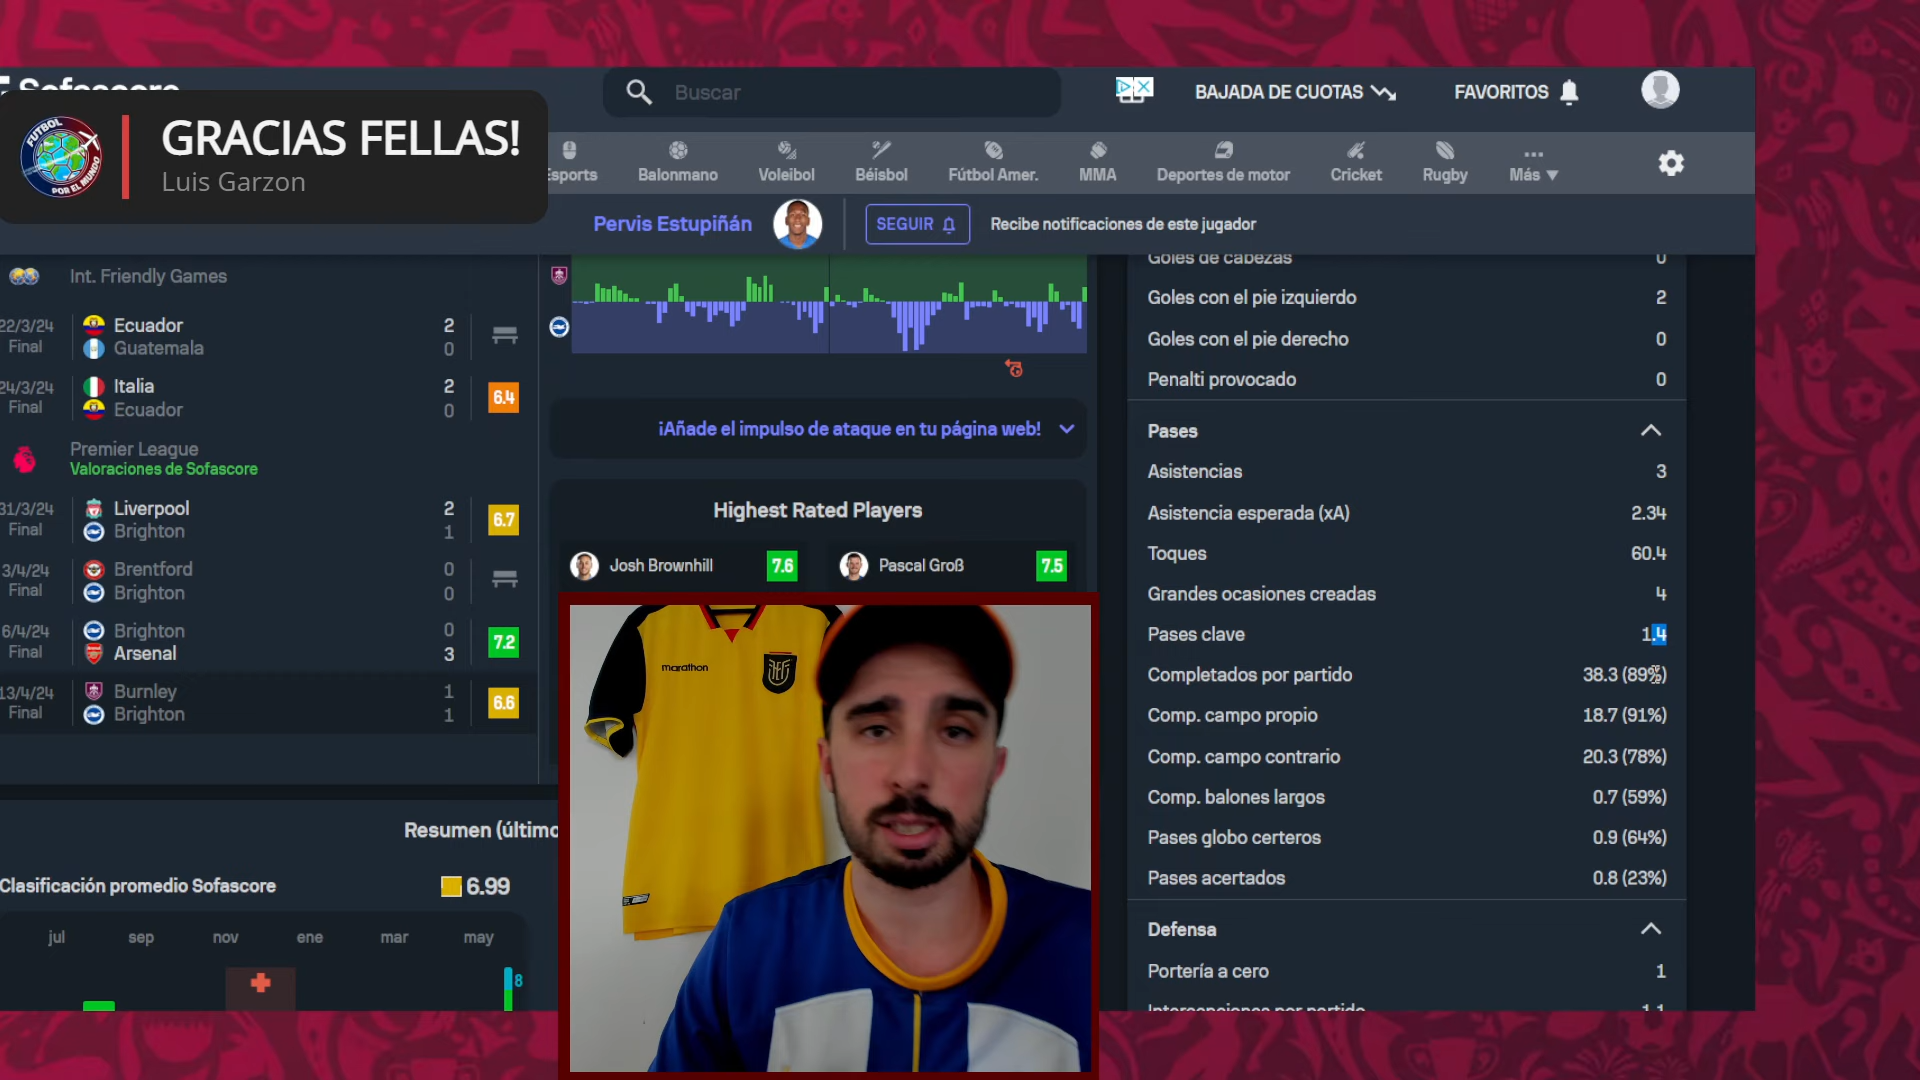 Sofascore
Buscar
BAJADA DE CUOTAS
FAVORITOS
FUTBOL
POR EL MUNDO
GRACIAS FELLAS!
Luis Garzon
Esports
Balonmano
Voleibol
Béisbol
Fútbol Amer.
MMA
Deportes de motor
Cricket
Rugby
Más ▼
Pervis Estupiñán
SEGUIR
Recibe notificaciones de este jugador
Int. Friendly Games
22/3/24
Final
Ecuador 2
Guatemala 0
24/3/24
Final
Italia 2
Ecuador 0
6.4
Premier League
Valoraciones de Sofascore
31/3/24
Final
Liverpool 2
Brighton 1
6.7
3/4/24
Final
Brentford 0
Brighton 0
6/4/24
Final
Brighton 0
Arsenal 3
7.2
13/4/24
Final
Burnley 1
Brighton 1
6.6
Resumen (último
Clasificación promedio Sofascore
6.99
jul sep nov ene mar may
8
¡Añade el impulso de ataque en tu página web!
Highest Rated Players
Josh Brownhill 7.6
Pascal Groß 7.5
marathon
Goles de cabezas 0
Goles con el pie izquierdo 2
Goles con el pie derecho 0
Penalti provocado 0
Pases
Asistencias 3
Asistencia esperada (xA) 2.34
Toques 60.4
Grandes ocasiones creadas 4
Pases clave 1.4
Completados por partido 38.3 (89%)
Comp. campo propio 18.7 (91%)
Comp. campo contrario 20.3 (78%)
Comp. balones largos 0.7 (59%)
Pases globo certeros 0.9 (64%)
Pases acertados 0.8 (23%)
Defensa
Portería a cero 1
Intercepciones por partido 1.1